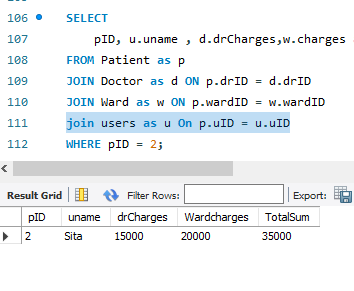 106 SELECT
107 pID, u.uname , d.drCharges,w.charges
108 FROM Patient as p
109 JOIN Doctor as d ON p.drID = d.drID
110 JOIN Ward as w ON p.wardID = w.wardID
111 join users as u On p.uID = u.uID
112 WHERE pID = 2;
Result Grid Filter Rows: Export:
pID uname drCharges Wardcharges TotalSum
2 Sita 15000 20000 35000